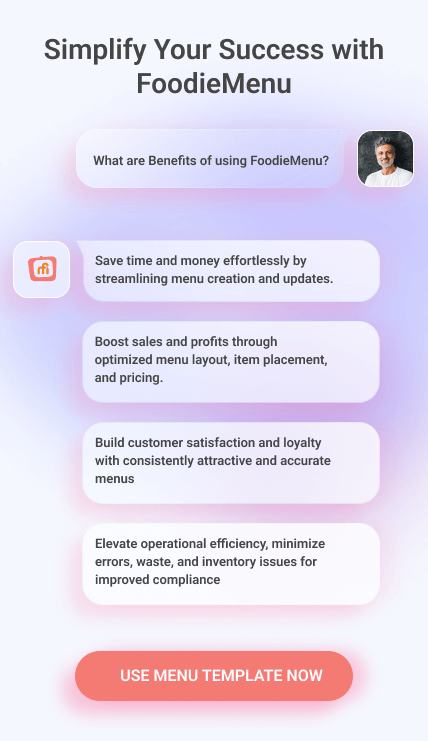 Simplify Your Success with
FoodieMenu
What are Benefits of using FoodieMenu?
Save time and money effortlessly by
streamlining menu creation and updates.
Boost sales and profits through
optimized menu layout, item placement,
and pricing.
Build customer satisfaction and loyalty
with consistently attractive and accurate
menus
Elevate operational efficiency, minimize
errors, waste, and inventory issues for
improved compliance
USE MENU TEMPLATE NOW